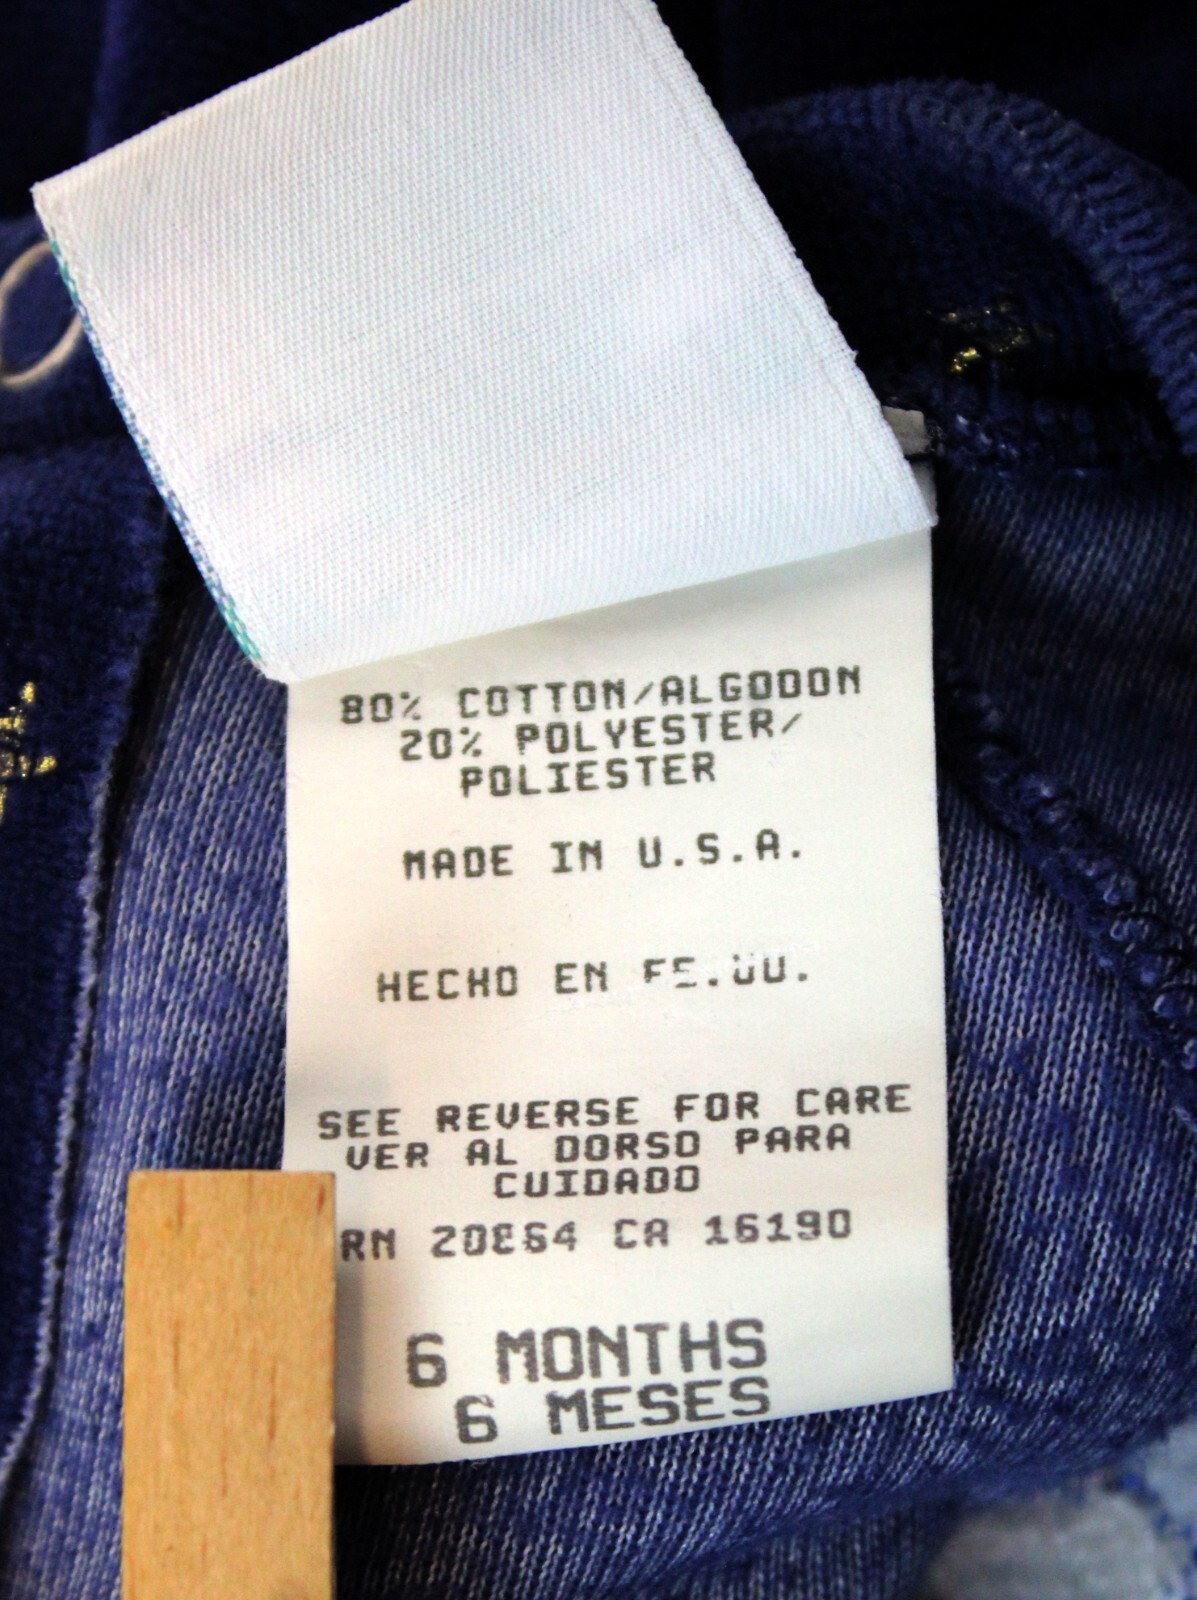 80% COTTON/ALGODON
20% POLYESTER/
POLIESTER
MADE IN U.S.A.
HECHO EN EE.UU.
SEE REVERSE FOR CARE
VER AL DORSO PARA
CUIDADO
RN 20864 CA 16190
6 MONTHS
6 MESES